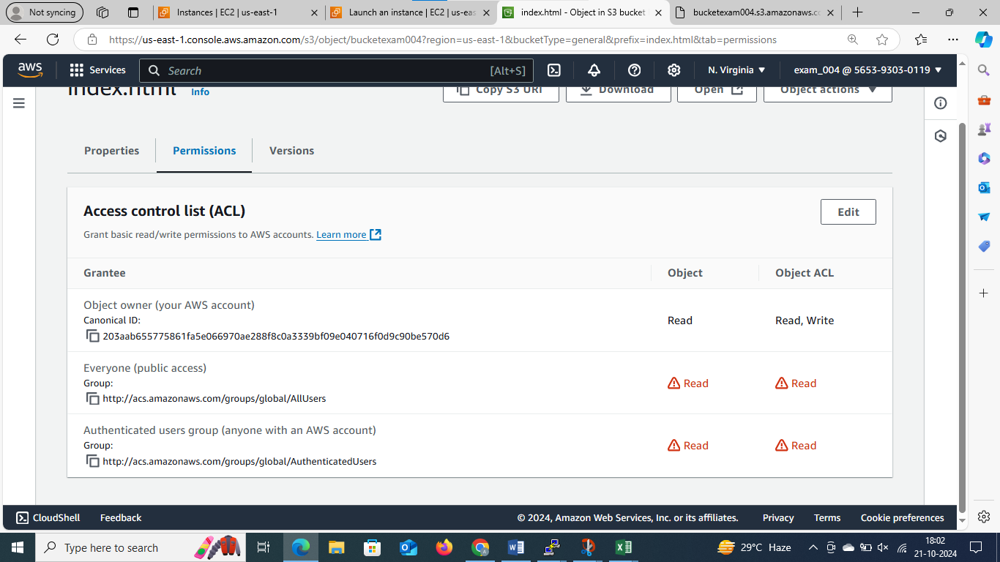 Not syncing
Instances | EC2 | us-east-1
Launch an instance | EC2 | us-eas
index.html - Object in S3 bucket
bucketexam004.s3.amazonaws.co
https://us-east-1.console.aws.amazon.com/s3/object/bucketexam004?region=us-east-1&bucketType=general&prefix=index.html&tab=permissions
aws
Services
Search
[Alt+S]
N. Virginia
exam_004 @ 5653-9303-0119
index.html
Info
Copy S3 URI
Download
Open
Object actions
Properties
Permissions
Versions
Access control list (ACL)
Edit
Grant basic read/write permissions to AWS accounts. Learn more
Grantee
Object
Object ACL
Object owner (your AWS account)
Canonical ID:
203aab655775861fa5e066970ae288f8c0a3339bf09e040716f0d9c90be570d6
Read
Read, Write
Everyone (public access)
Group:
http://acs.amazonaws.com/groups/global/AllUsers
Read
Read
Authenticated users group (anyone with an AWS account)
Group:
http://acs.amazonaws.com/groups/global/AuthenticatedUsers
Read
Read
CloudShell
Feedback
© 2024, Amazon Web Services, Inc. or its affiliates.
Privacy
Terms
Cookie preferences
Type here to search
29°C Haze
18:02
21-10-2024